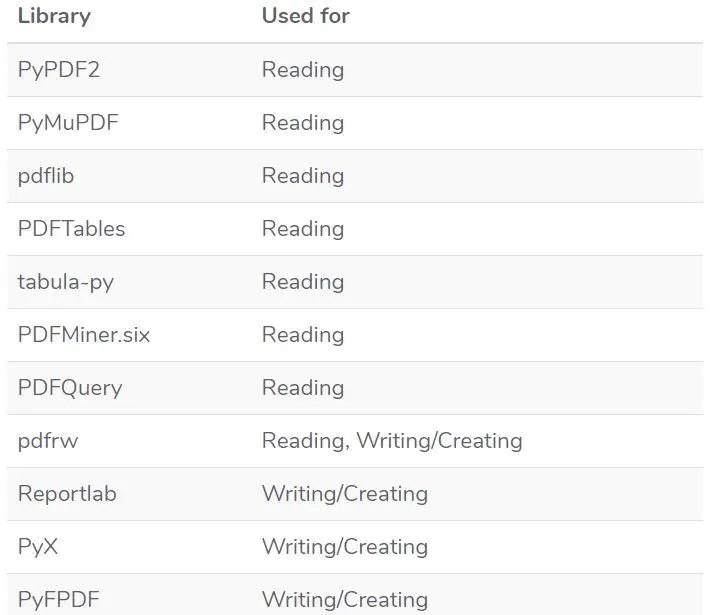 Library Used for
PyPDF2 Reading
PyMuPDF Reading
pdflib Reading
PDFTables Reading
tabula-py Reading
PDFMiner.six Reading
PDFQuery Reading
pdfrw Reading, Writing/Creating
Reportlab Writing/Creating
PyX Writing/Creating
PyFPDF Writing/Creating